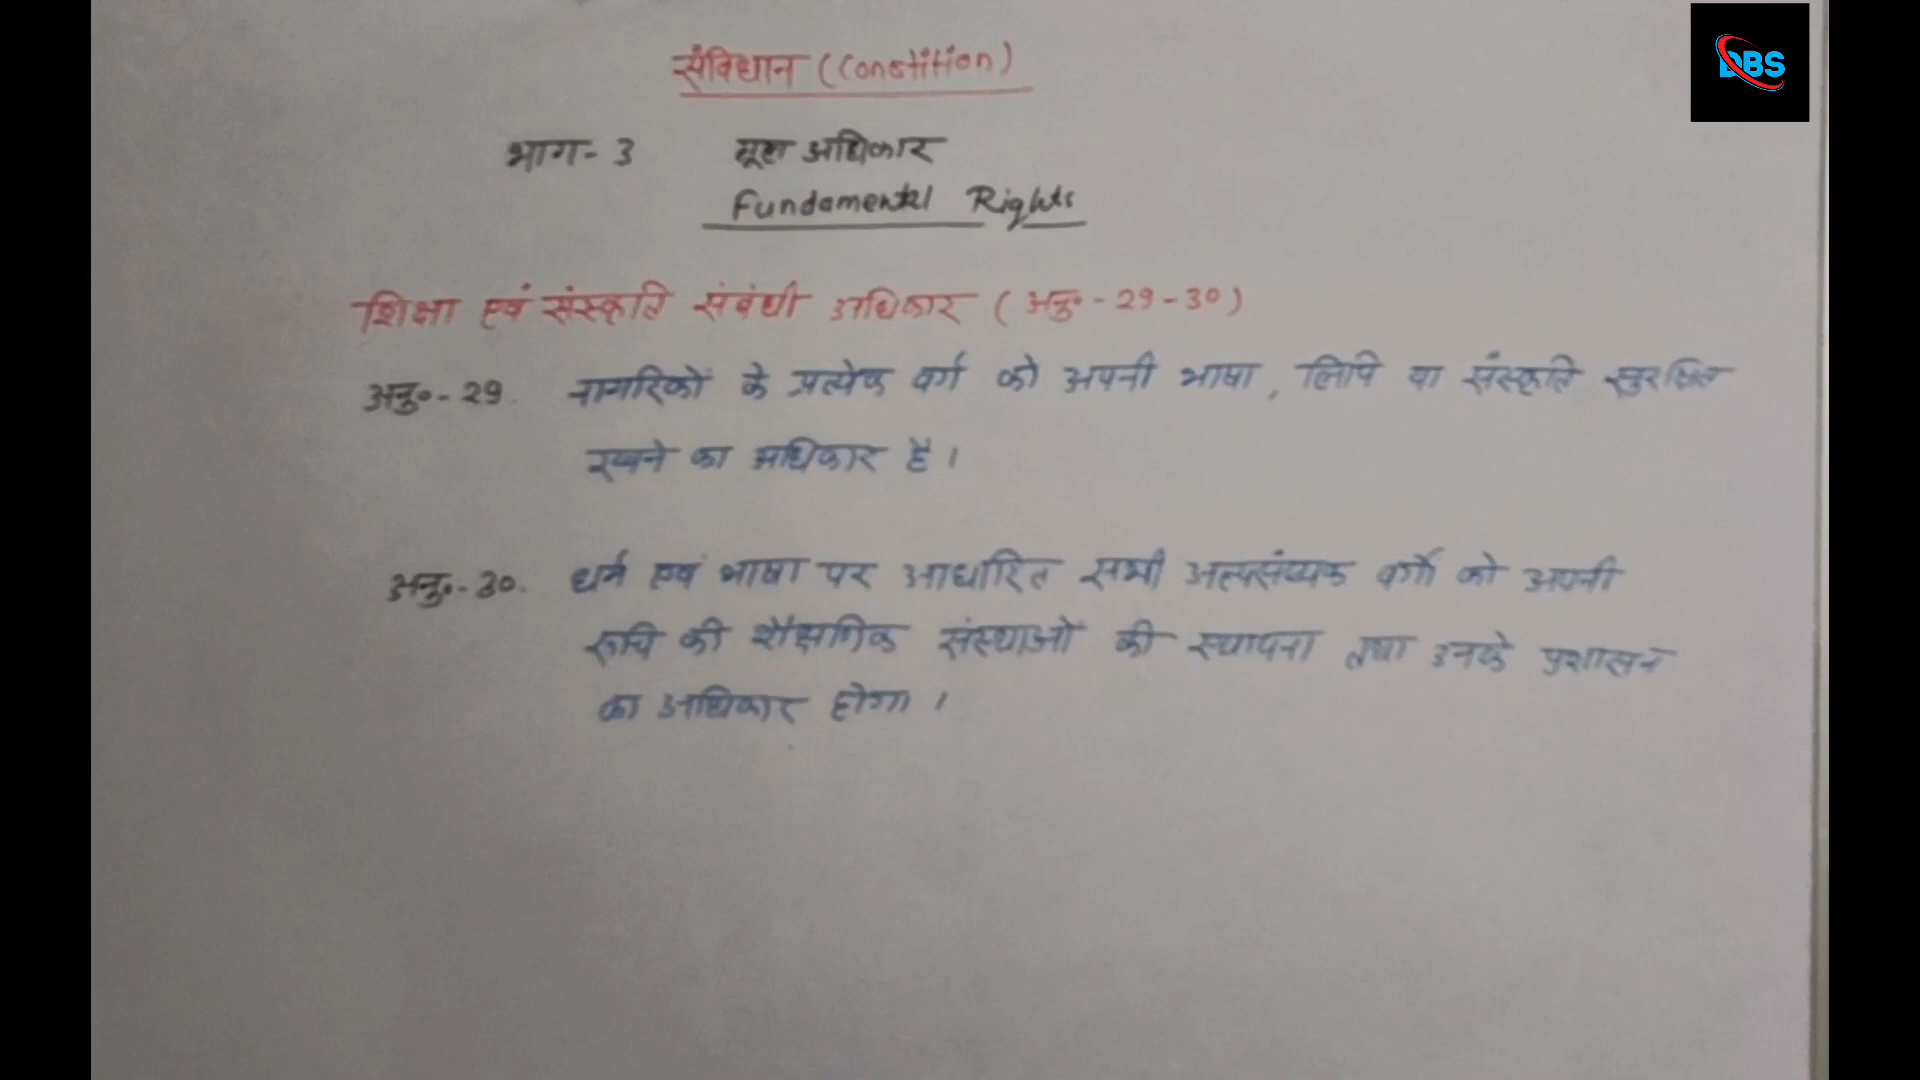 संविधान (Constition)
DBS
भाग- 3 मूल अधिकार
Fundamental Rights
शिक्षा एवं संस्कृति संबंधी अधिकार (अनु॰ - 29 - 30)
अनु॰ - 29. नागरिकों के प्रत्येक वर्ग को अपनी भाषा, लिपि या संस्कृति सुरक्षित
रखने का अधिकार है।
अनु॰ - 30. धर्म एवं भाषा पर आधारित सभी अल्पसंख्यक वर्गों को अपनी
रूचि की शैक्षणिक संस्थाओं की स्थापना तथा उनके प्रशासन
का अधिकार होगा।